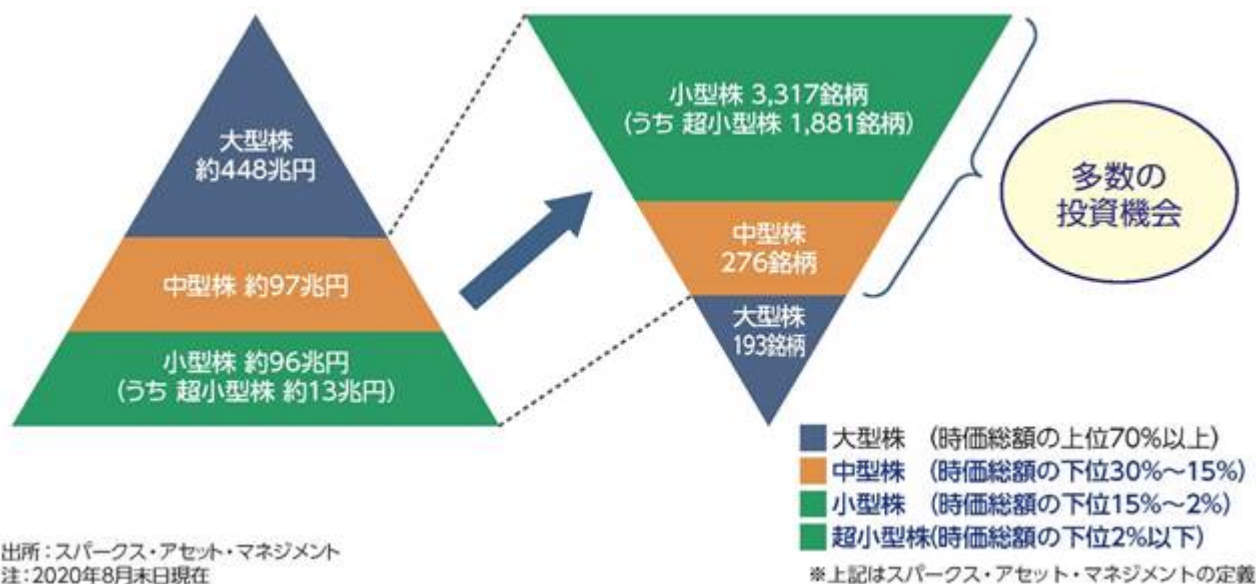 大型株
約448兆円
中型株 約97兆円
小型株 約96兆円
(うち 超小型株 約13兆円)
小型株 3,317銘柄
(うち 超小型株 1,881銘柄)
中型株
276銘柄
大型株
193銘柄
多数の
投資機会
大型株 (時価総額の上位70%以上)
中型株 (時価総額の下位30%~15%)
小型株 (時価総額の下位15%~2%)
超小型株(時価総額の下位2%以下)
出所:スパークス・アセット・マネジメント
注:2020年8月末日現在
※上記はスパークス・アセット・マネジメントの定義